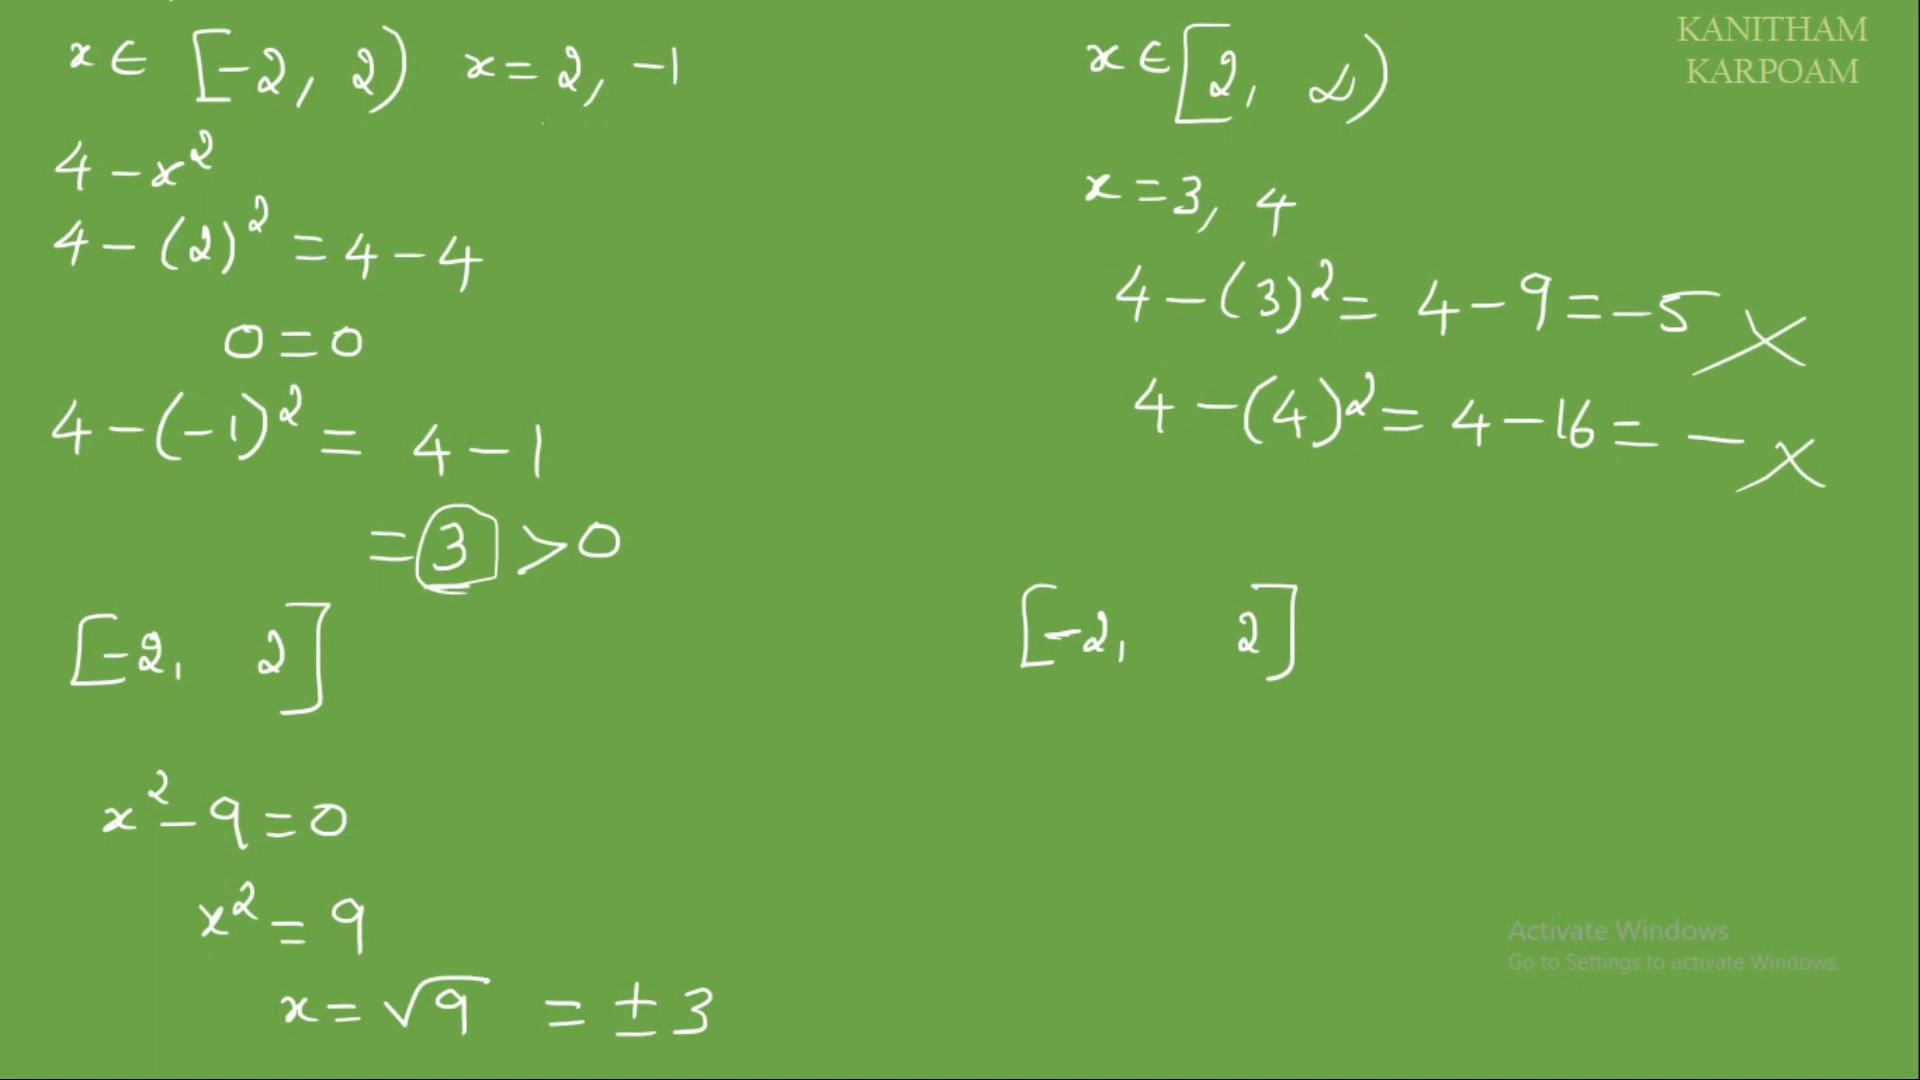 x ∈ [-2, 2) x = 2, -1
4 - x²
4 - (2)² = 4 - 4
0 = 0
4 - (-1)² = 4 - 1
= 3 > 0
[-2, 2]
x² - 9 = 0
x² = 9
x = √9 = ± 3
x ∈ [2, ∞)
x = 3, 4
4 - (3)² = 4 - 9 = -5 ×
4 - (4)² = 4 - 16 = - ×
[-2, 2]
KANITHAM
KARPOAM
Activate Windows
Go to Settings to activate Windows.